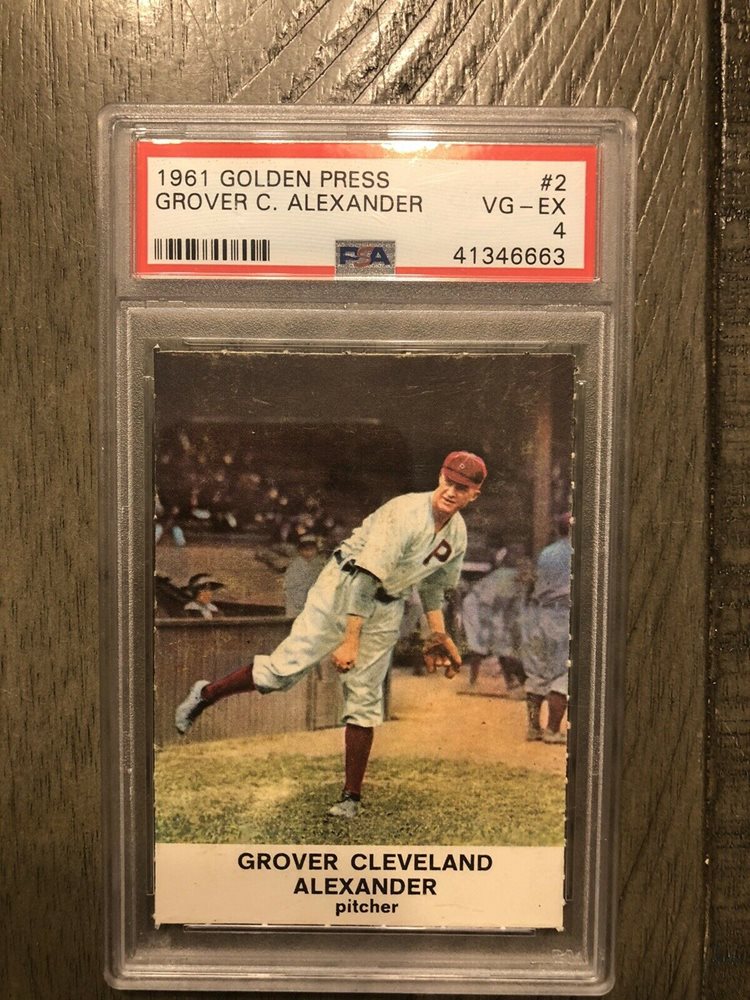 1961 GOLDEN PRESS #2
GROVER C. ALEXANDER VG-EX
4
PSA 41346663
P
GROVER CLEVELAND
ALEXANDER
pitcher